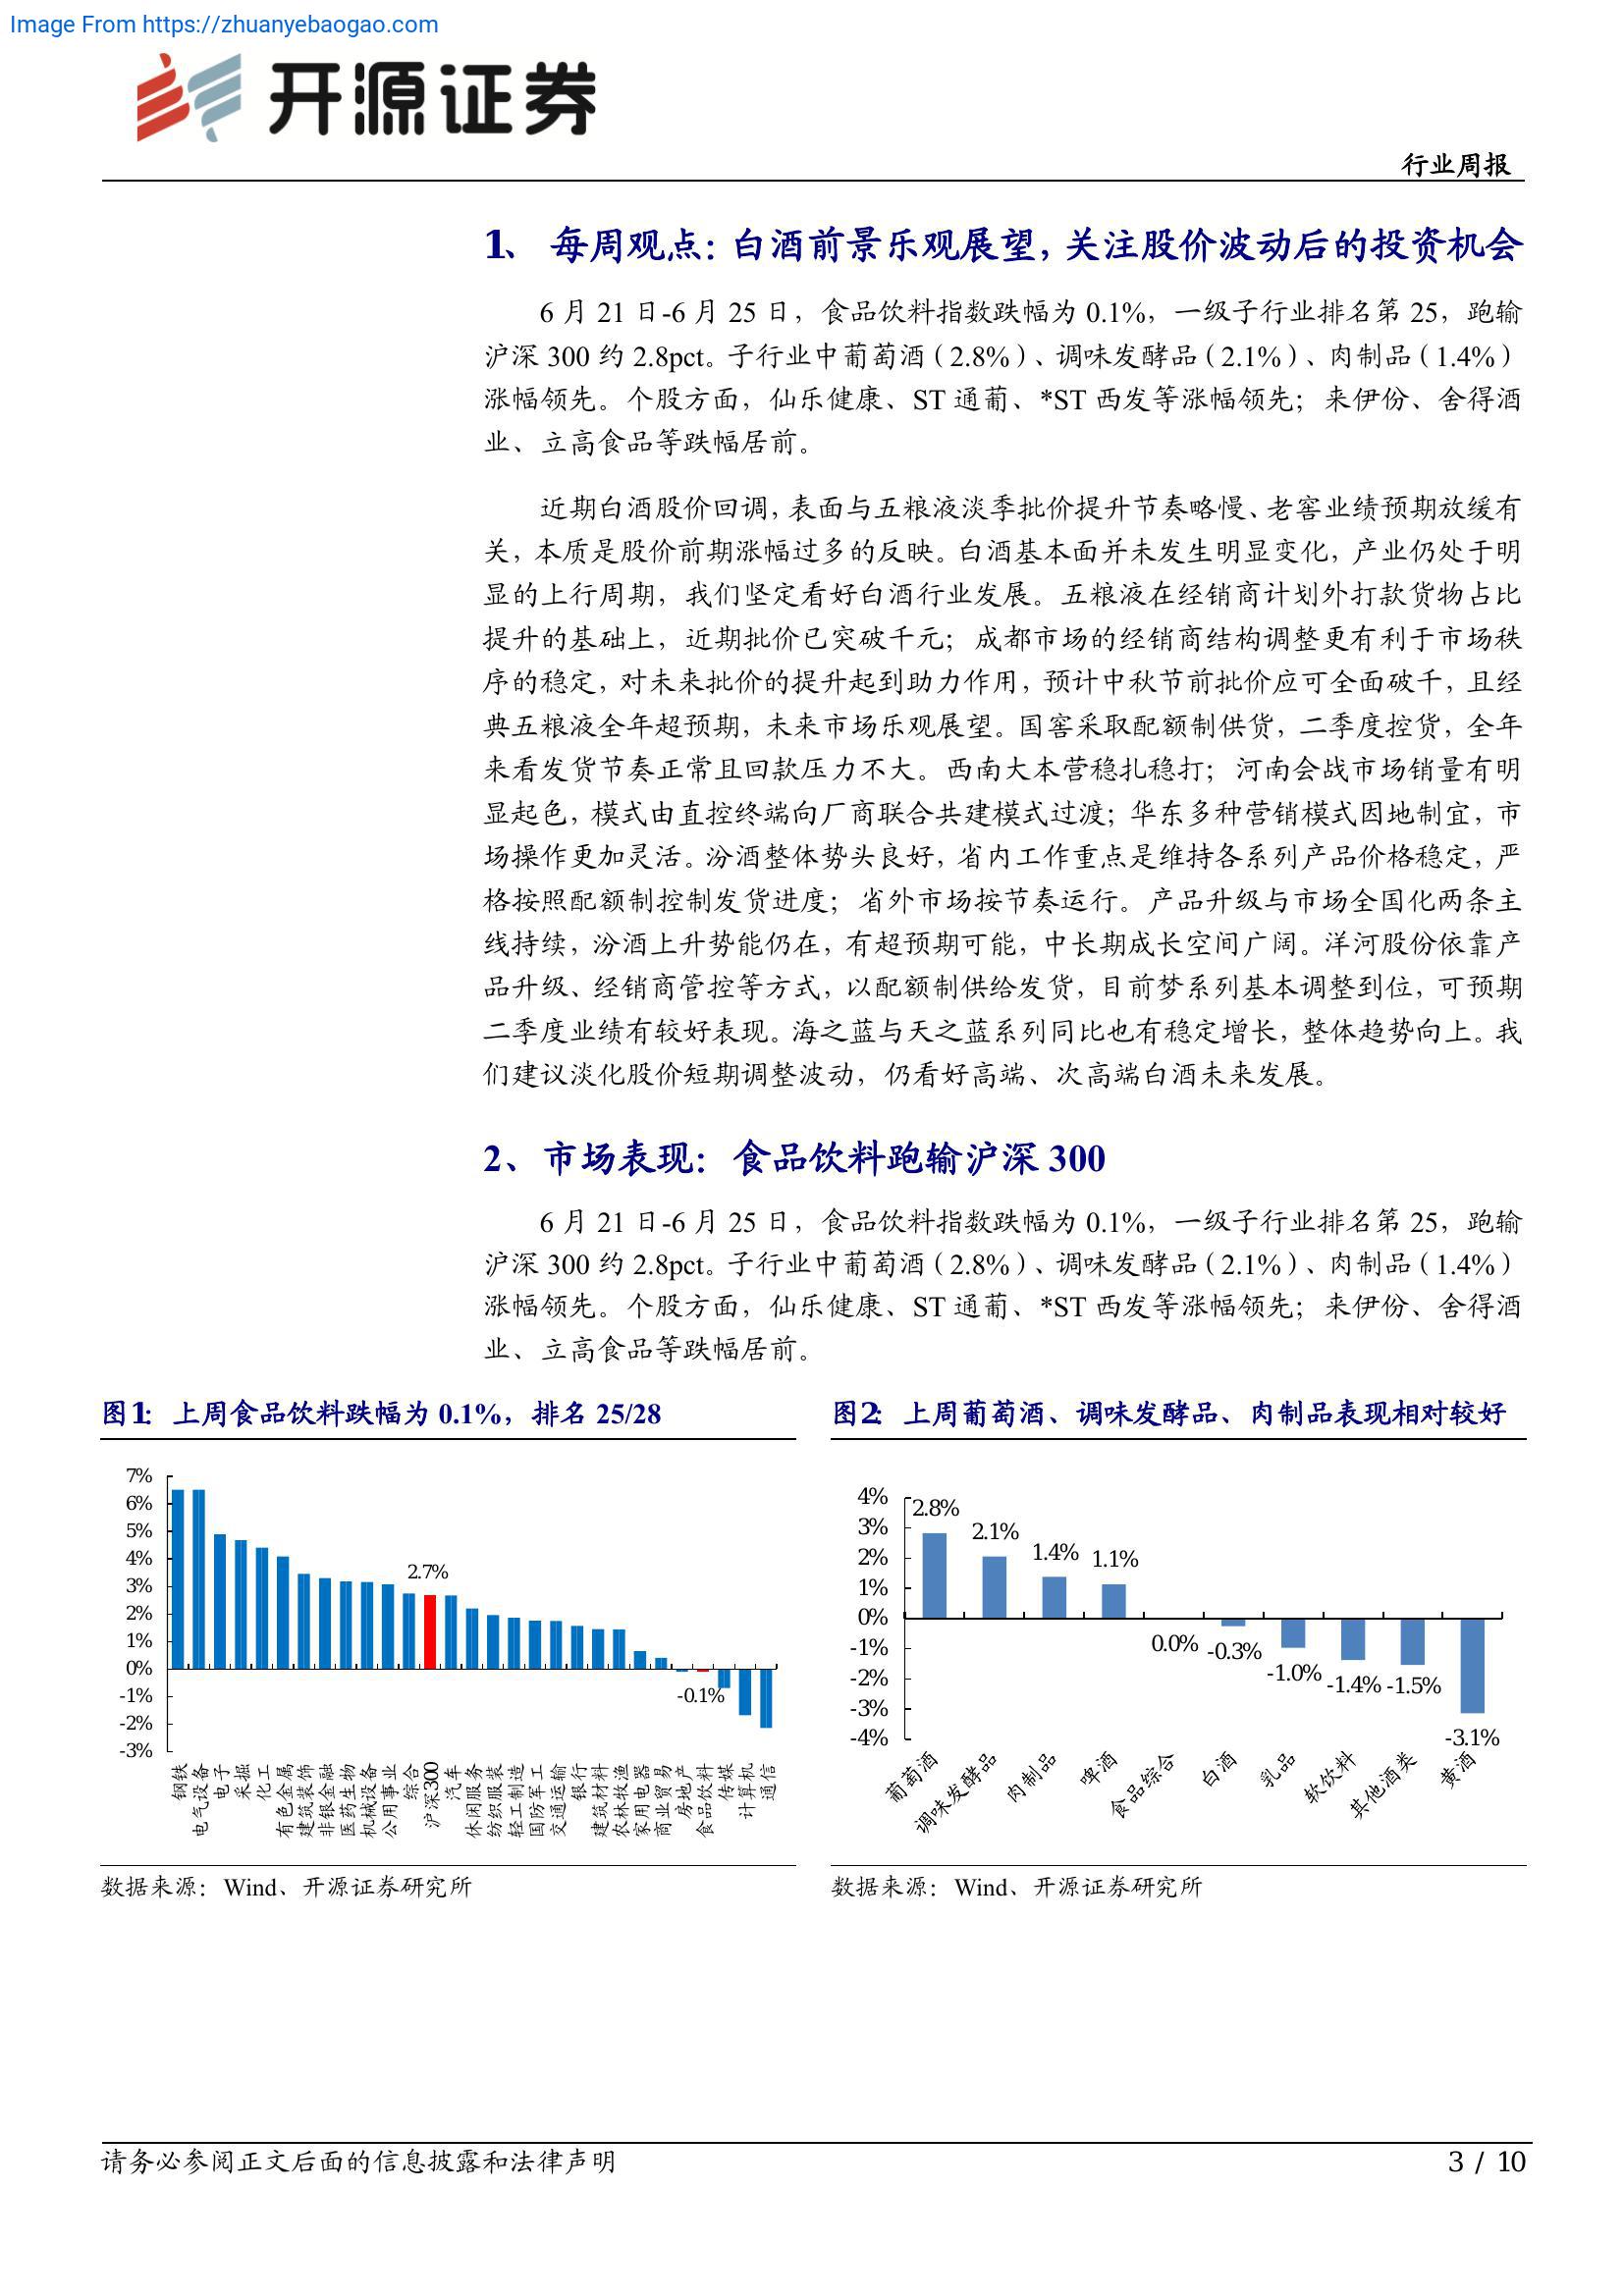 Image From https://zhuanyebaogao.com
开源证券
行业周报
1、 每周观点：白酒前景乐观展望，关注股价波动后的投资机会
6 月 21 日-6 月 25 日，食品饮料指数跌幅为 0.1%，一级子行业排名第 25，跑输
沪深 300 约 2.8pct。子行业中葡萄酒（2.8%）、调味发酵品（2.1%）、肉制品（1.4%）
涨幅领先。个股方面，仙乐健康、ST 通葡、*ST 西发等涨幅领先；来伊份、舍得酒
业、立高食品等跌幅居前。
近期白酒股价回调，表面与五粮液淡季批价提升节奏略慢、老窖业绩预期放缓有
关，本质是股价前期涨幅过多的反映。白酒基本面并未发生明显变化，产业仍处于明
显的上行周期，我们坚定看好白酒行业发展。五粮液在经销商计划外打款货物占比
提升的基础上，近期批价已突破千元；成都市场的经销商结构调整更有利于市场秩
序的稳定，对未来批价的提升起到助力作用，预计中秋节前批价应可全面破千，且经
典五粮液全年超预期，未来市场乐观展望。国窖采取配额制供货，二季度控货，全年
来看发货节奏正常且回款压力不大。西南大本营稳扎稳打；河南会战市场销量有明
显起色，模式由直控终端向厂商联合共建模式过渡；华东多种营销模式因地制宜，市
场操作更加灵活。汾酒整体势头良好，省内工作重点是维持各系列产品价格稳定，严
格按照配额制控制发货进度；省外市场按节奏运行。产品升级与市场全国化两条主
线持续，汾酒上升势能仍在，有超预期可能，中长期成长空间广阔。洋河股份依靠产
品升级、经销商管控等方式，以配额制供给发货，目前梦系列基本调整到位，可预期
二季度业绩有较好表现。海之蓝与天之蓝系列同比也有稳定增长，整体趋势向上。我
们建议淡化股价短期调整波动，仍看好高端、次高端白酒未来发展。
2、市场表现：食品饮料跑输沪深 300
6 月 21 日-6 月 25 日，食品饮料指数跌幅为 0.1%，一级子行业排名第 25，跑输
沪深 300 约 2.8pct。子行业中葡萄酒（2.8%）、调味发酵品（2.1%）、肉制品（1.4%）
涨幅领先。个股方面，仙乐健康、ST 通葡、*ST 西发等涨幅领先；来伊份、舍得酒
业、立高食品等跌幅居前。
图1：上周食品饮料跌幅为 0.1%，排名 25/28
7%
6%
5%
4%
3%
2%
1%
0%
-1%
-2%
-3%
2.7%
-0.1%
钢铁
电气设备
电子
采掘
化工
有色金属
建筑装饰
非银金融
医药生物
机械设备
公用事业
综合
沪深300
汽车
休闲服务
纺织服装
轻工制造
国防军工
交通运输
银行
建筑材料
农林牧渔
家用电器
商业贸易
房地产
食品饮料
传媒
计算机
通信
数据来源：Wind、开源证券研究所
图2：上周葡萄酒、调味发酵品、肉制品表现相对较好
4%
3%
2%
1%
0%
-1%
-2%
-3%
-4%
2.8%
2.1%
1.4%
1.1%
0.0%
-0.3%
-1.0%
-1.4%
-1.5%
-3.1%
葡萄酒
调味发酵品
肉制品
啤酒
食品综合
白酒
乳品
软饮料
其他酒类
黄酒
数据来源：Wind、开源证券研究所
请务必参阅正文后面的信息披露和法律声明
3 / 10